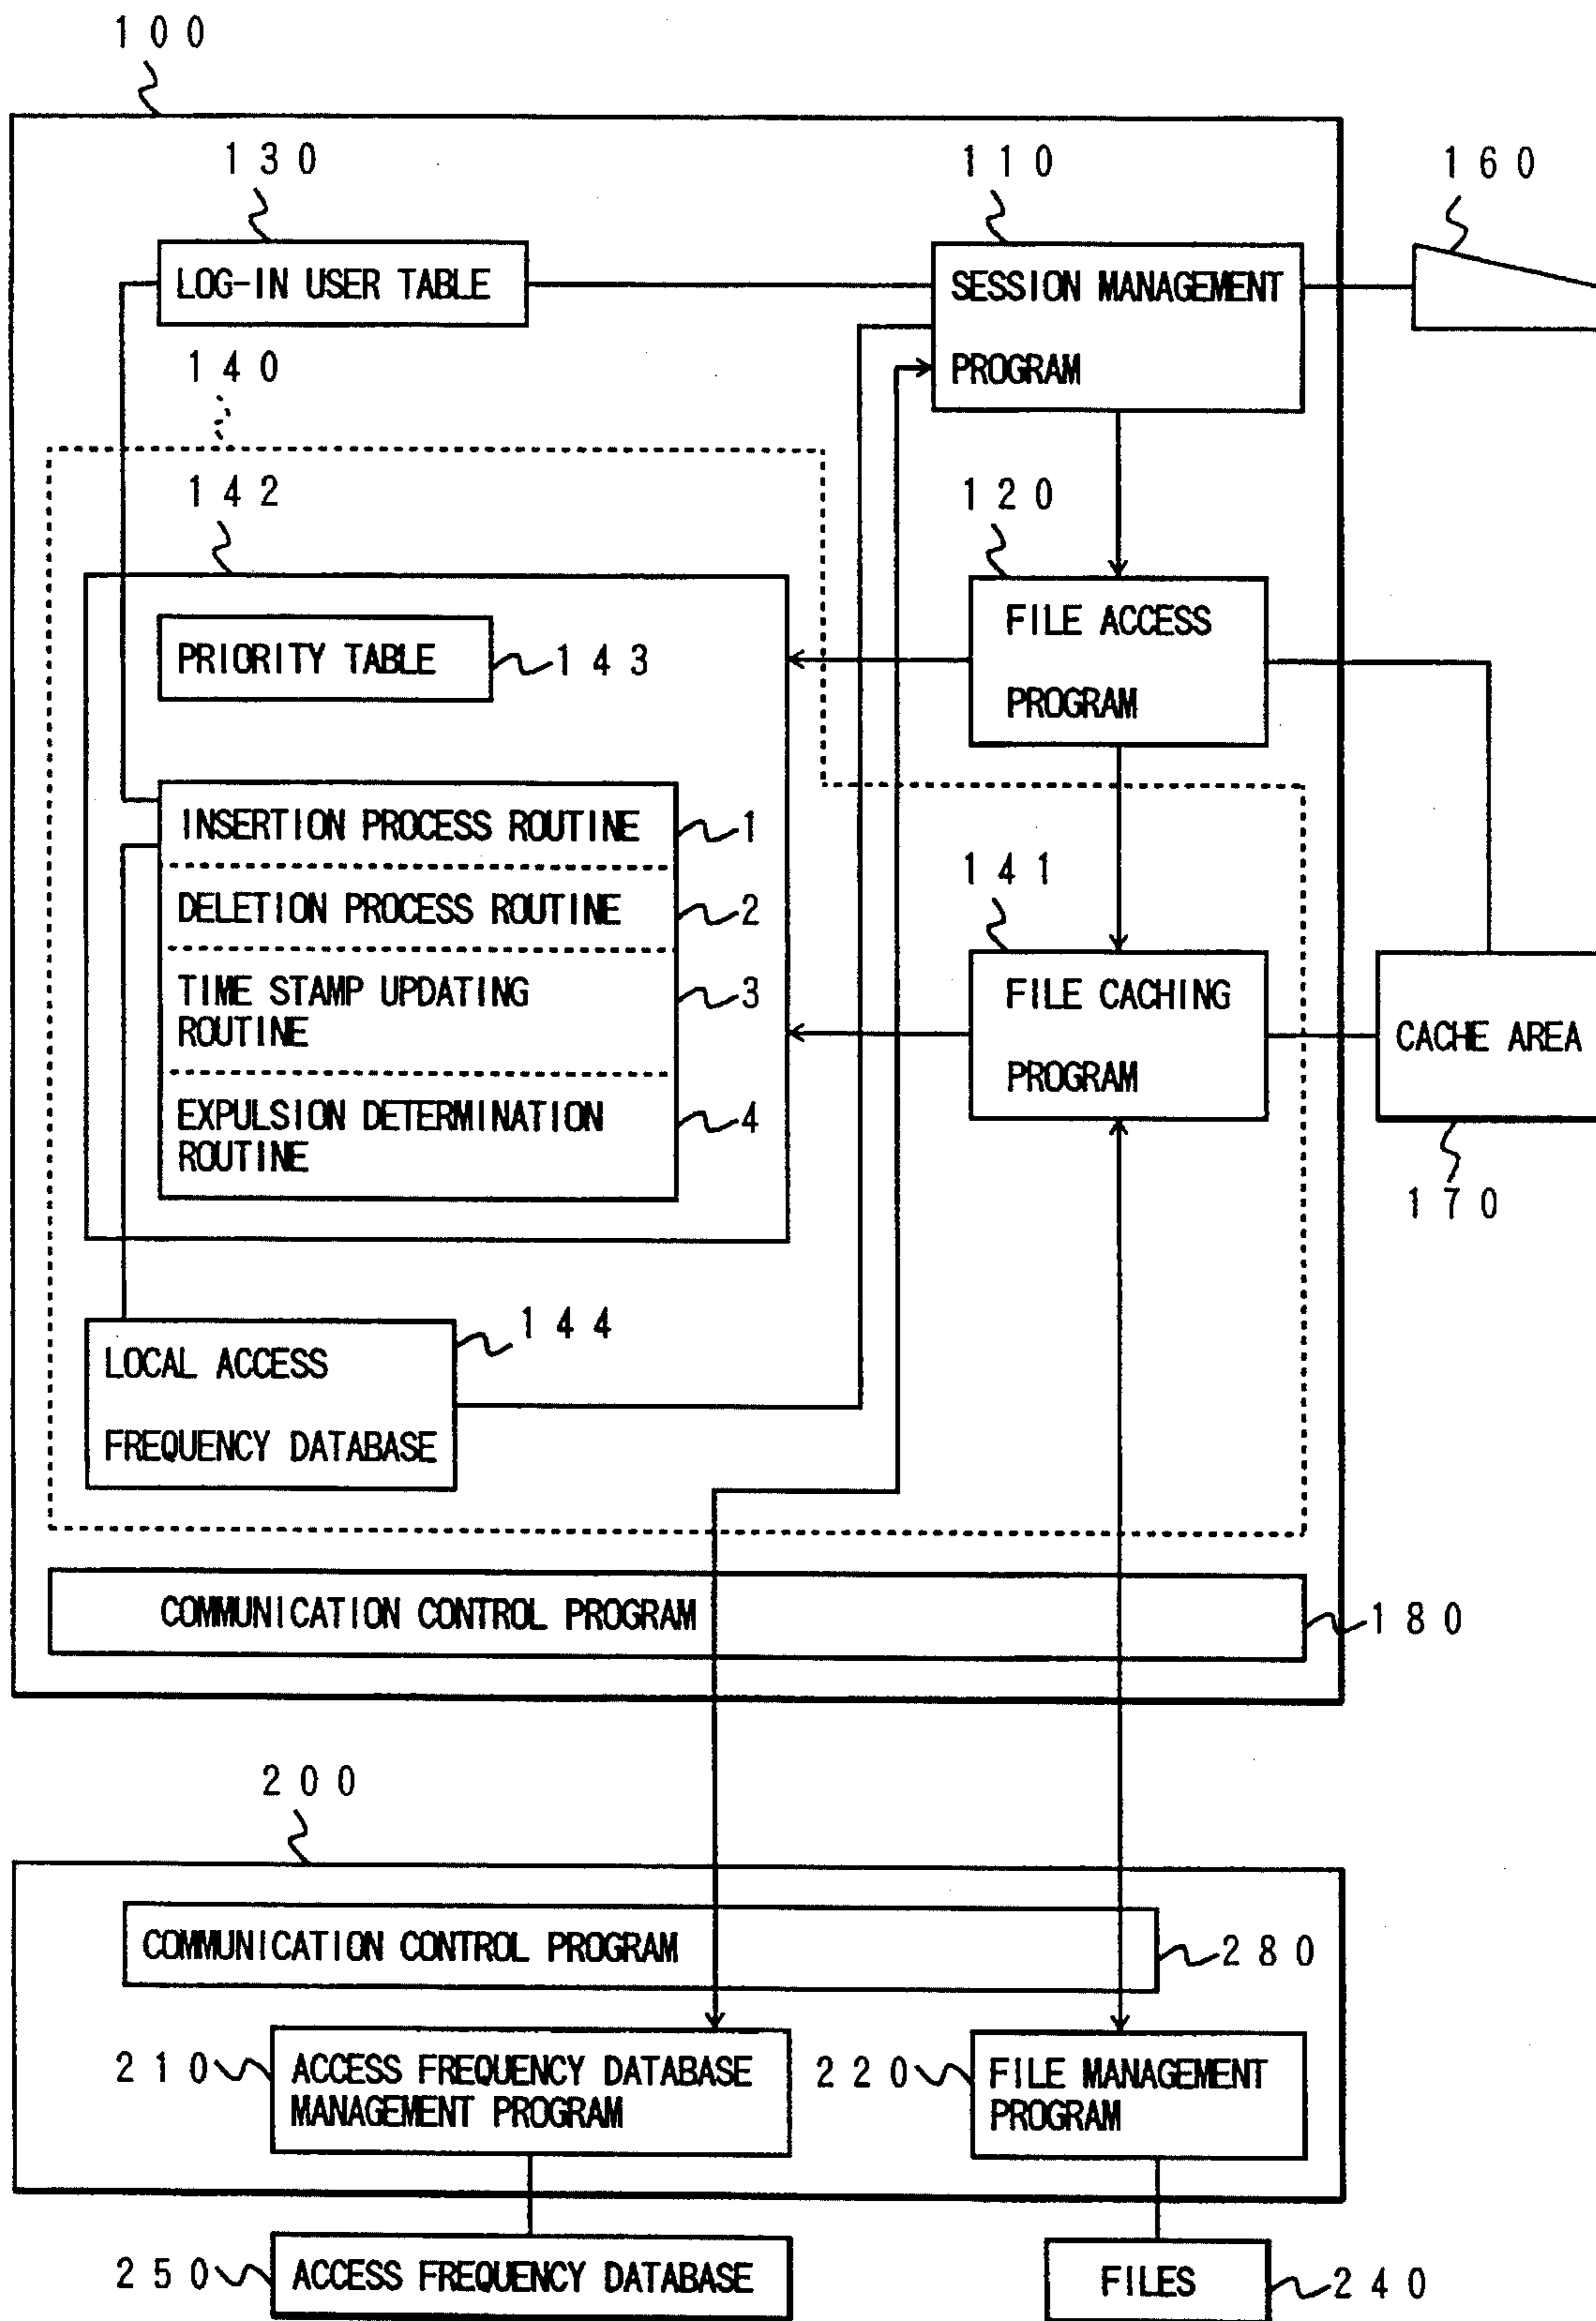 100
130
110
160
LOG-IN USER TABLE
SESSION MANAGEMENT
PROGRAM
140
142
120
PRIORITY TABLE
143
FILE ACCESS
PROGRAM
INSERTION PROCESS ROUTINE
1
DELETION PROCESS ROUTINE
2
141
TIME STAMP UPDATING
ROUTINE
3
FILE CACHING
PROGRAM
CACHE AREA
EXPULSION DETERMINATION
ROUTINE
4
170
144
LOCAL ACCESS
FREQUENCY DATABASE
COMMUNICATION CONTROL PROGRAM
180
200
COMMUNICATION CONTROL PROGRAM
280
210
ACCESS FREQUENCY DATABASE
MANAGEMENT PROGRAM
220
FILE MANAGEMENT
PROGRAM
250
ACCESS FREQUENCY DATABASE
FILES
240